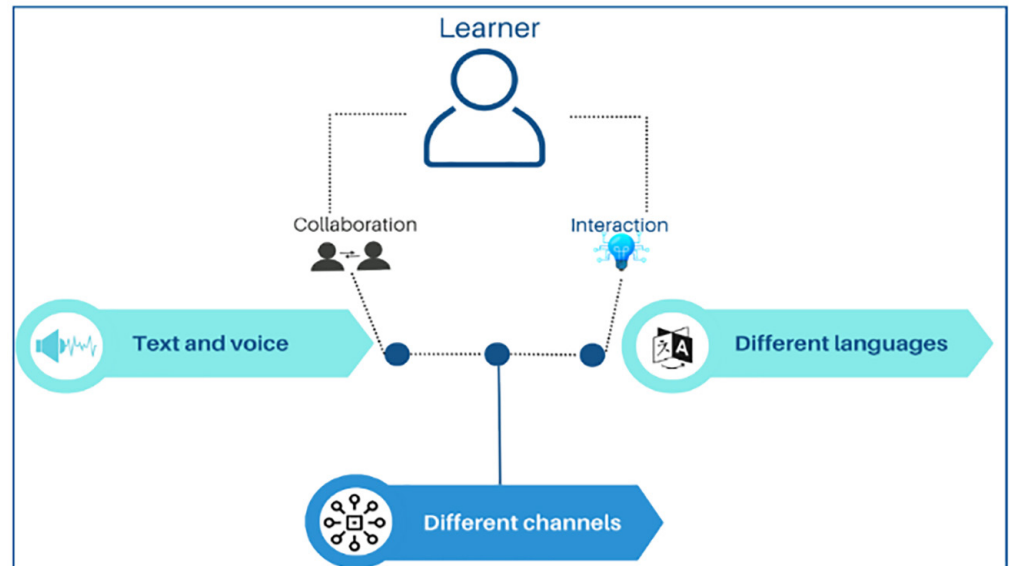 Learner
Collaboration
Interaction
Text and voice
Different languages
Different channels